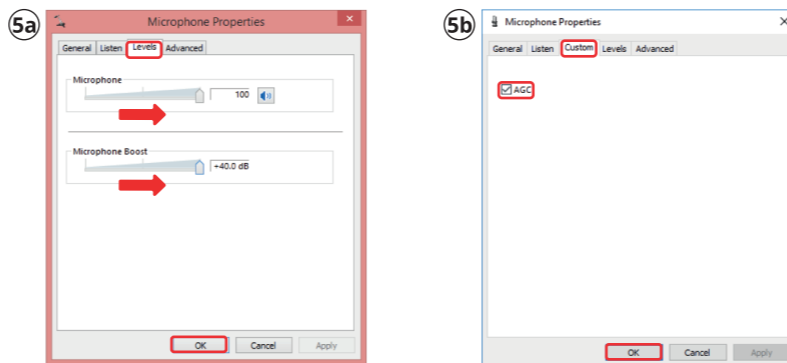 5a
Microphone Properties
×
General Listen Levels Advanced
Microphone
100
Microphone Boost
+40.0 dB
OK Cancel Apply
5b
Microphone Properties
×
General Listen Custom Levels Advanced
AGC
OK Cancel Apply